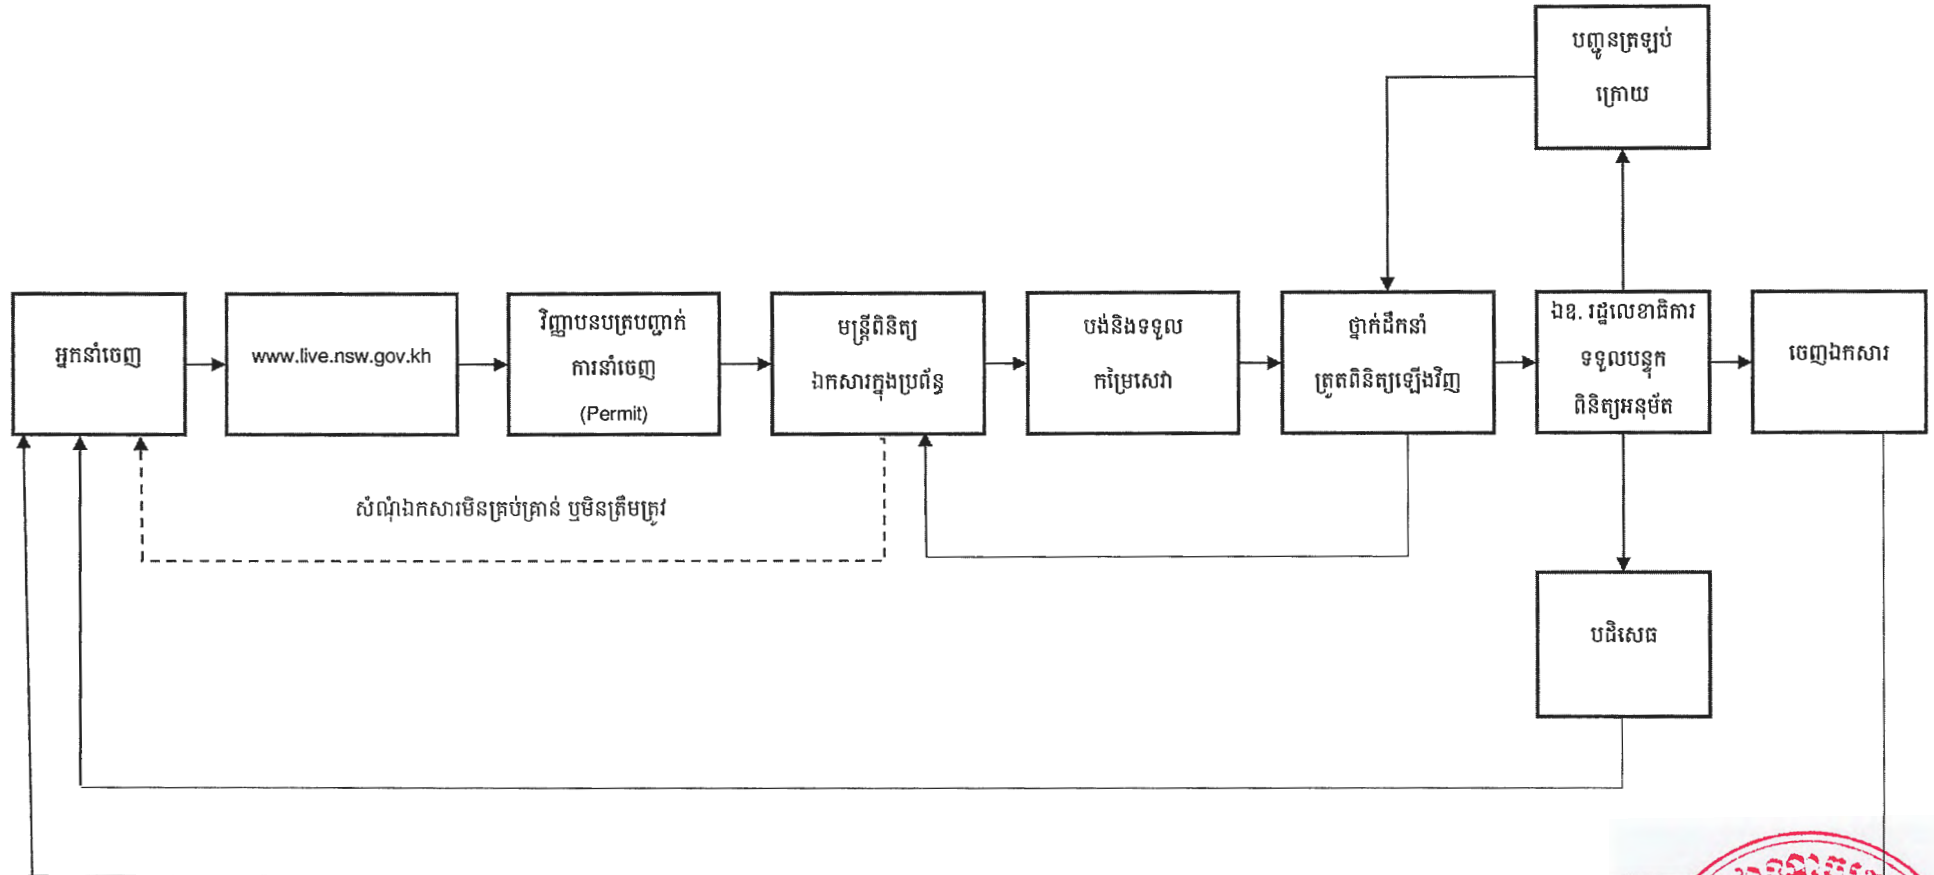 បញ្ជូនត្រឡប់
ក្រោយ
អ្នកនាំចេញ
www.live.nsw.gov.kh
វិញ្ញាបនបត្របញ្ជាក់
ការនាំចេញ
(Permit)
មន្ត្រីពិនិត្យ
ឯកសារក្នុងប្រព័ន្ធ
បង់និងទទួល
កម្រៃសេវា
ថ្នាក់ដឹកនាំ
ត្រួតពិនិត្យឡើងវិញ
ឯឧ. រដ្ឋលេខាធិការ
ទទួលបន្ទុក
ពិនិត្យអនុម័ត
ចេញឯកសារ
សំណុំឯកសារមិនគ្រប់គ្រាន់ ឬមិនត្រឹមត្រូវ
បដិសេធ